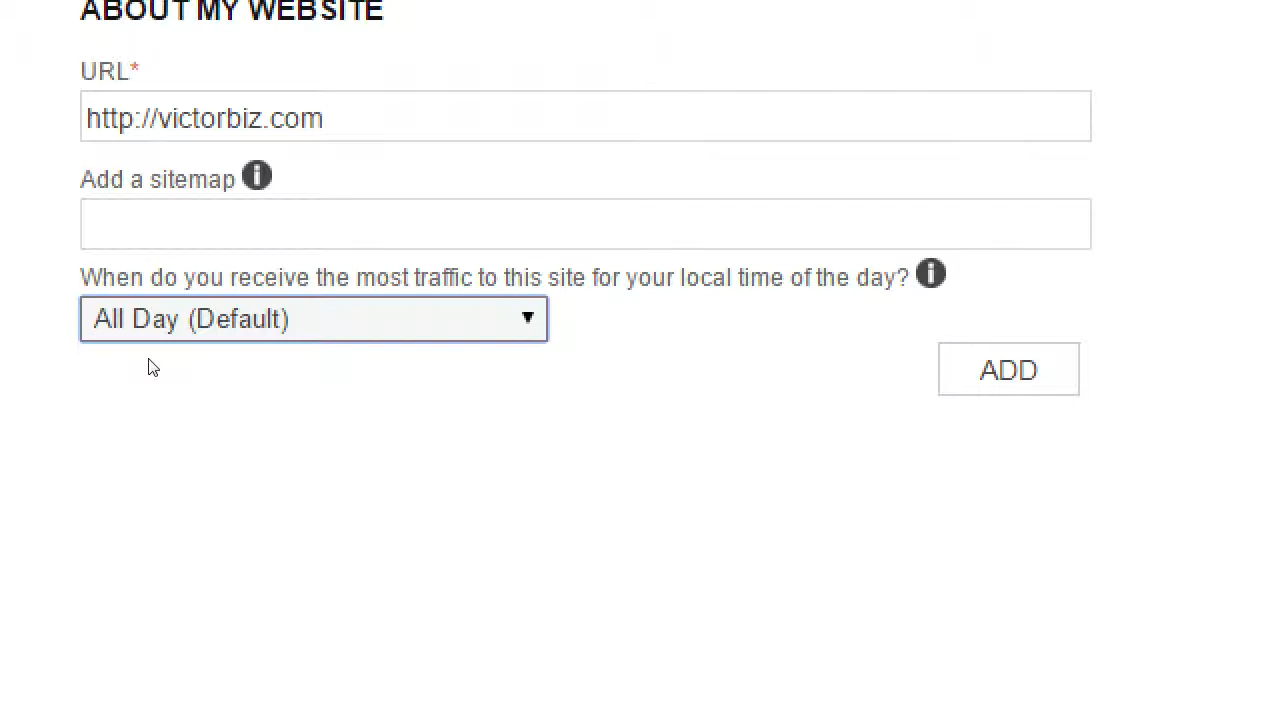 ABOUT MY WEBSITE
URL*
http://victorbiz.com
Add a sitemap
When do you receive the most traffic to this site for your local time of the day?
All Day (Default)
ADD